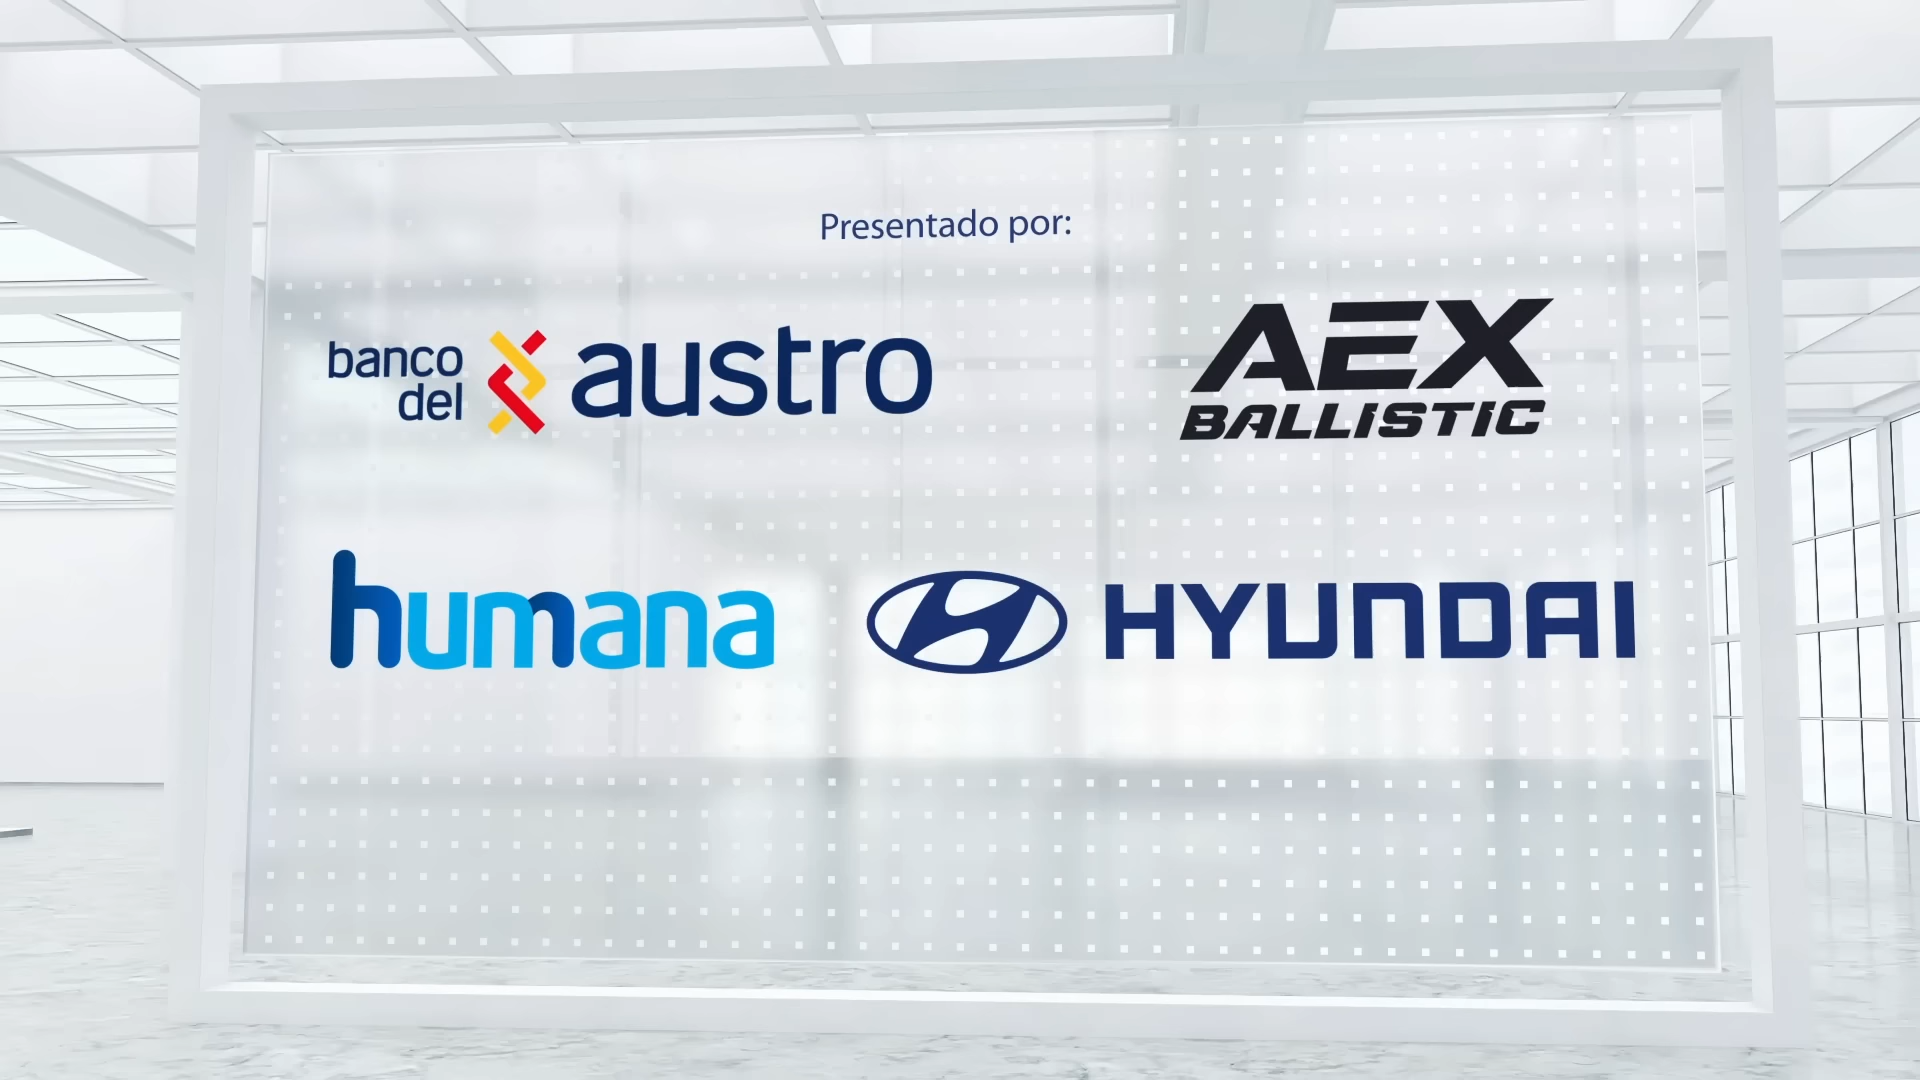 Presentado por:
banco
del
austro
AEX
BALLISTIC
humana
HYUNDAI